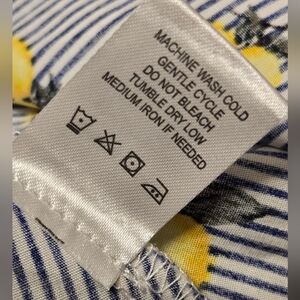 MACHINE WASH COLD
GENTLE CYCLE
DO NOT BLEACH
TUMBLE DRY LOW
MEDIUM IRON IF NEEDED